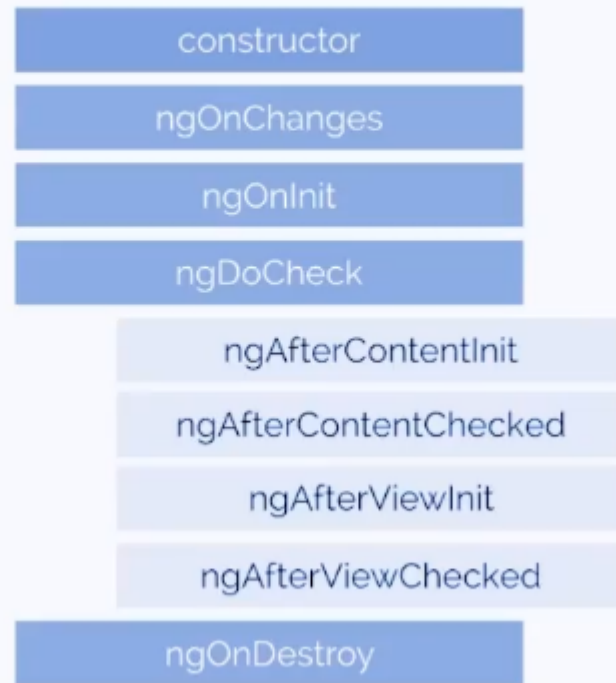 constructor
ngOnChanges
ngOnInit
ngDoCheck
ngAfterContentInit
ngAfterContentChecked
ngAfterViewInit
ngAfterViewChecked
ngOnDestroy